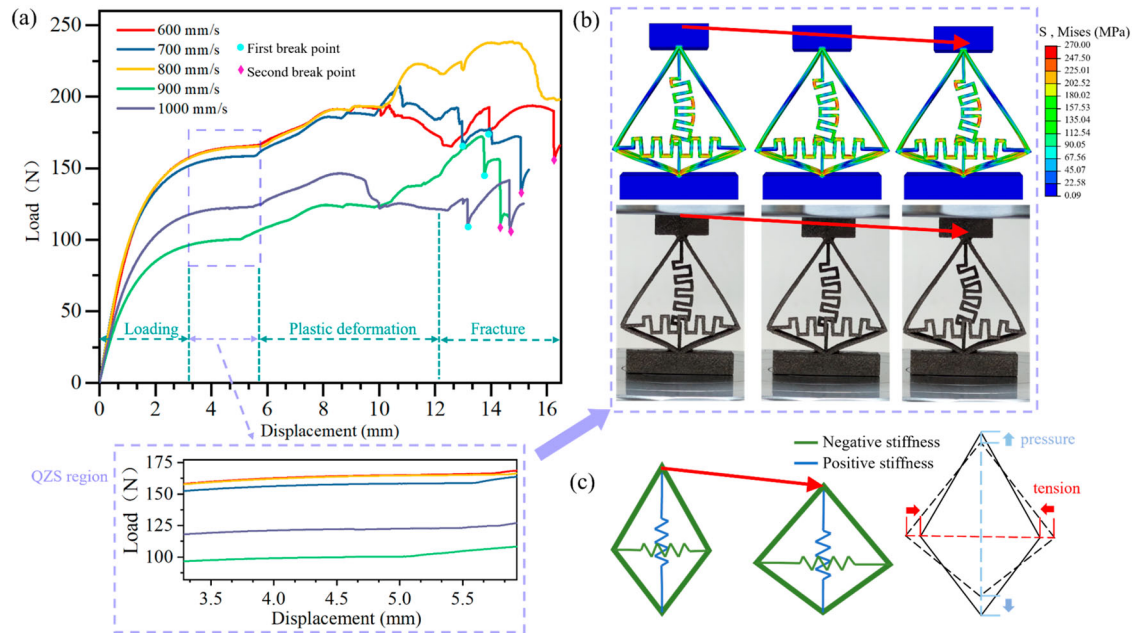 (a)
250
200
150
100
50
0
Load (N)
600 mm/s
700 mm/s
800 mm/s
900 mm/s
1000 mm/s
First break point
Second break point
Loading
Plastic deformation
Fracture
0 2 4 6 8 10 12 14 16
Displacement (mm)
QZS region
175
150
125
100
Load (N)
3.5 4.0 4.5 5.0 5.5
Displacement (mm)
(b)
S , Mises (MPa)
270.00
247.50
225.01
202.52
180.02
157.53
135.04
112.54
90.05
67.56
45.07
22.58
0.09
(c)
Negative stiffness
Positive stiffness
pressure
tension